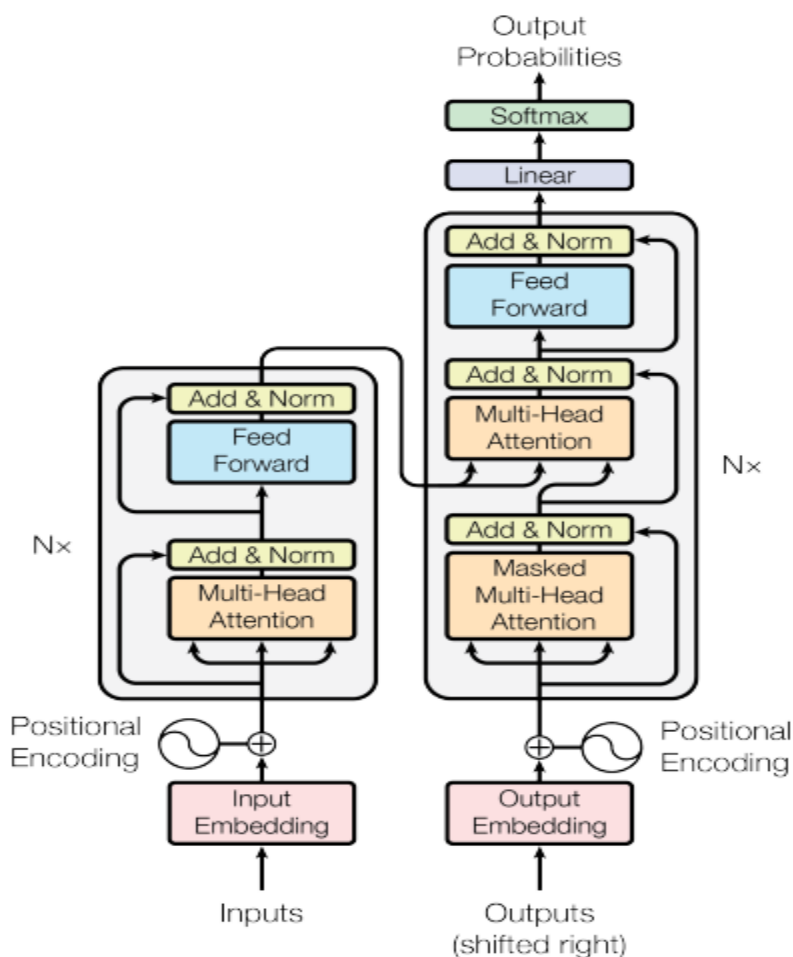 Output
Probabilities
Softmax
Linear
Add & Norm
Feed
Forward
Add & Norm
Multi-Head
Attention
Add & Norm
Masked
Multi-Head
Attention
Nx
Add & Norm
Feed
Forward
Add & Norm
Multi-Head
Attention
Nx
Positional
Encoding
Positional
Encoding
Input
Embedding
Output
Embedding
Inputs
Outputs
(shifted right)